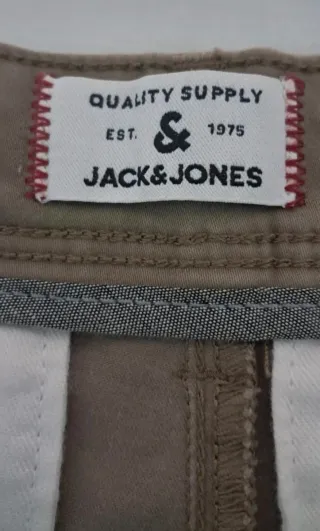 QUALITY SUPPLY
EST. & 1975
JACK&JONES